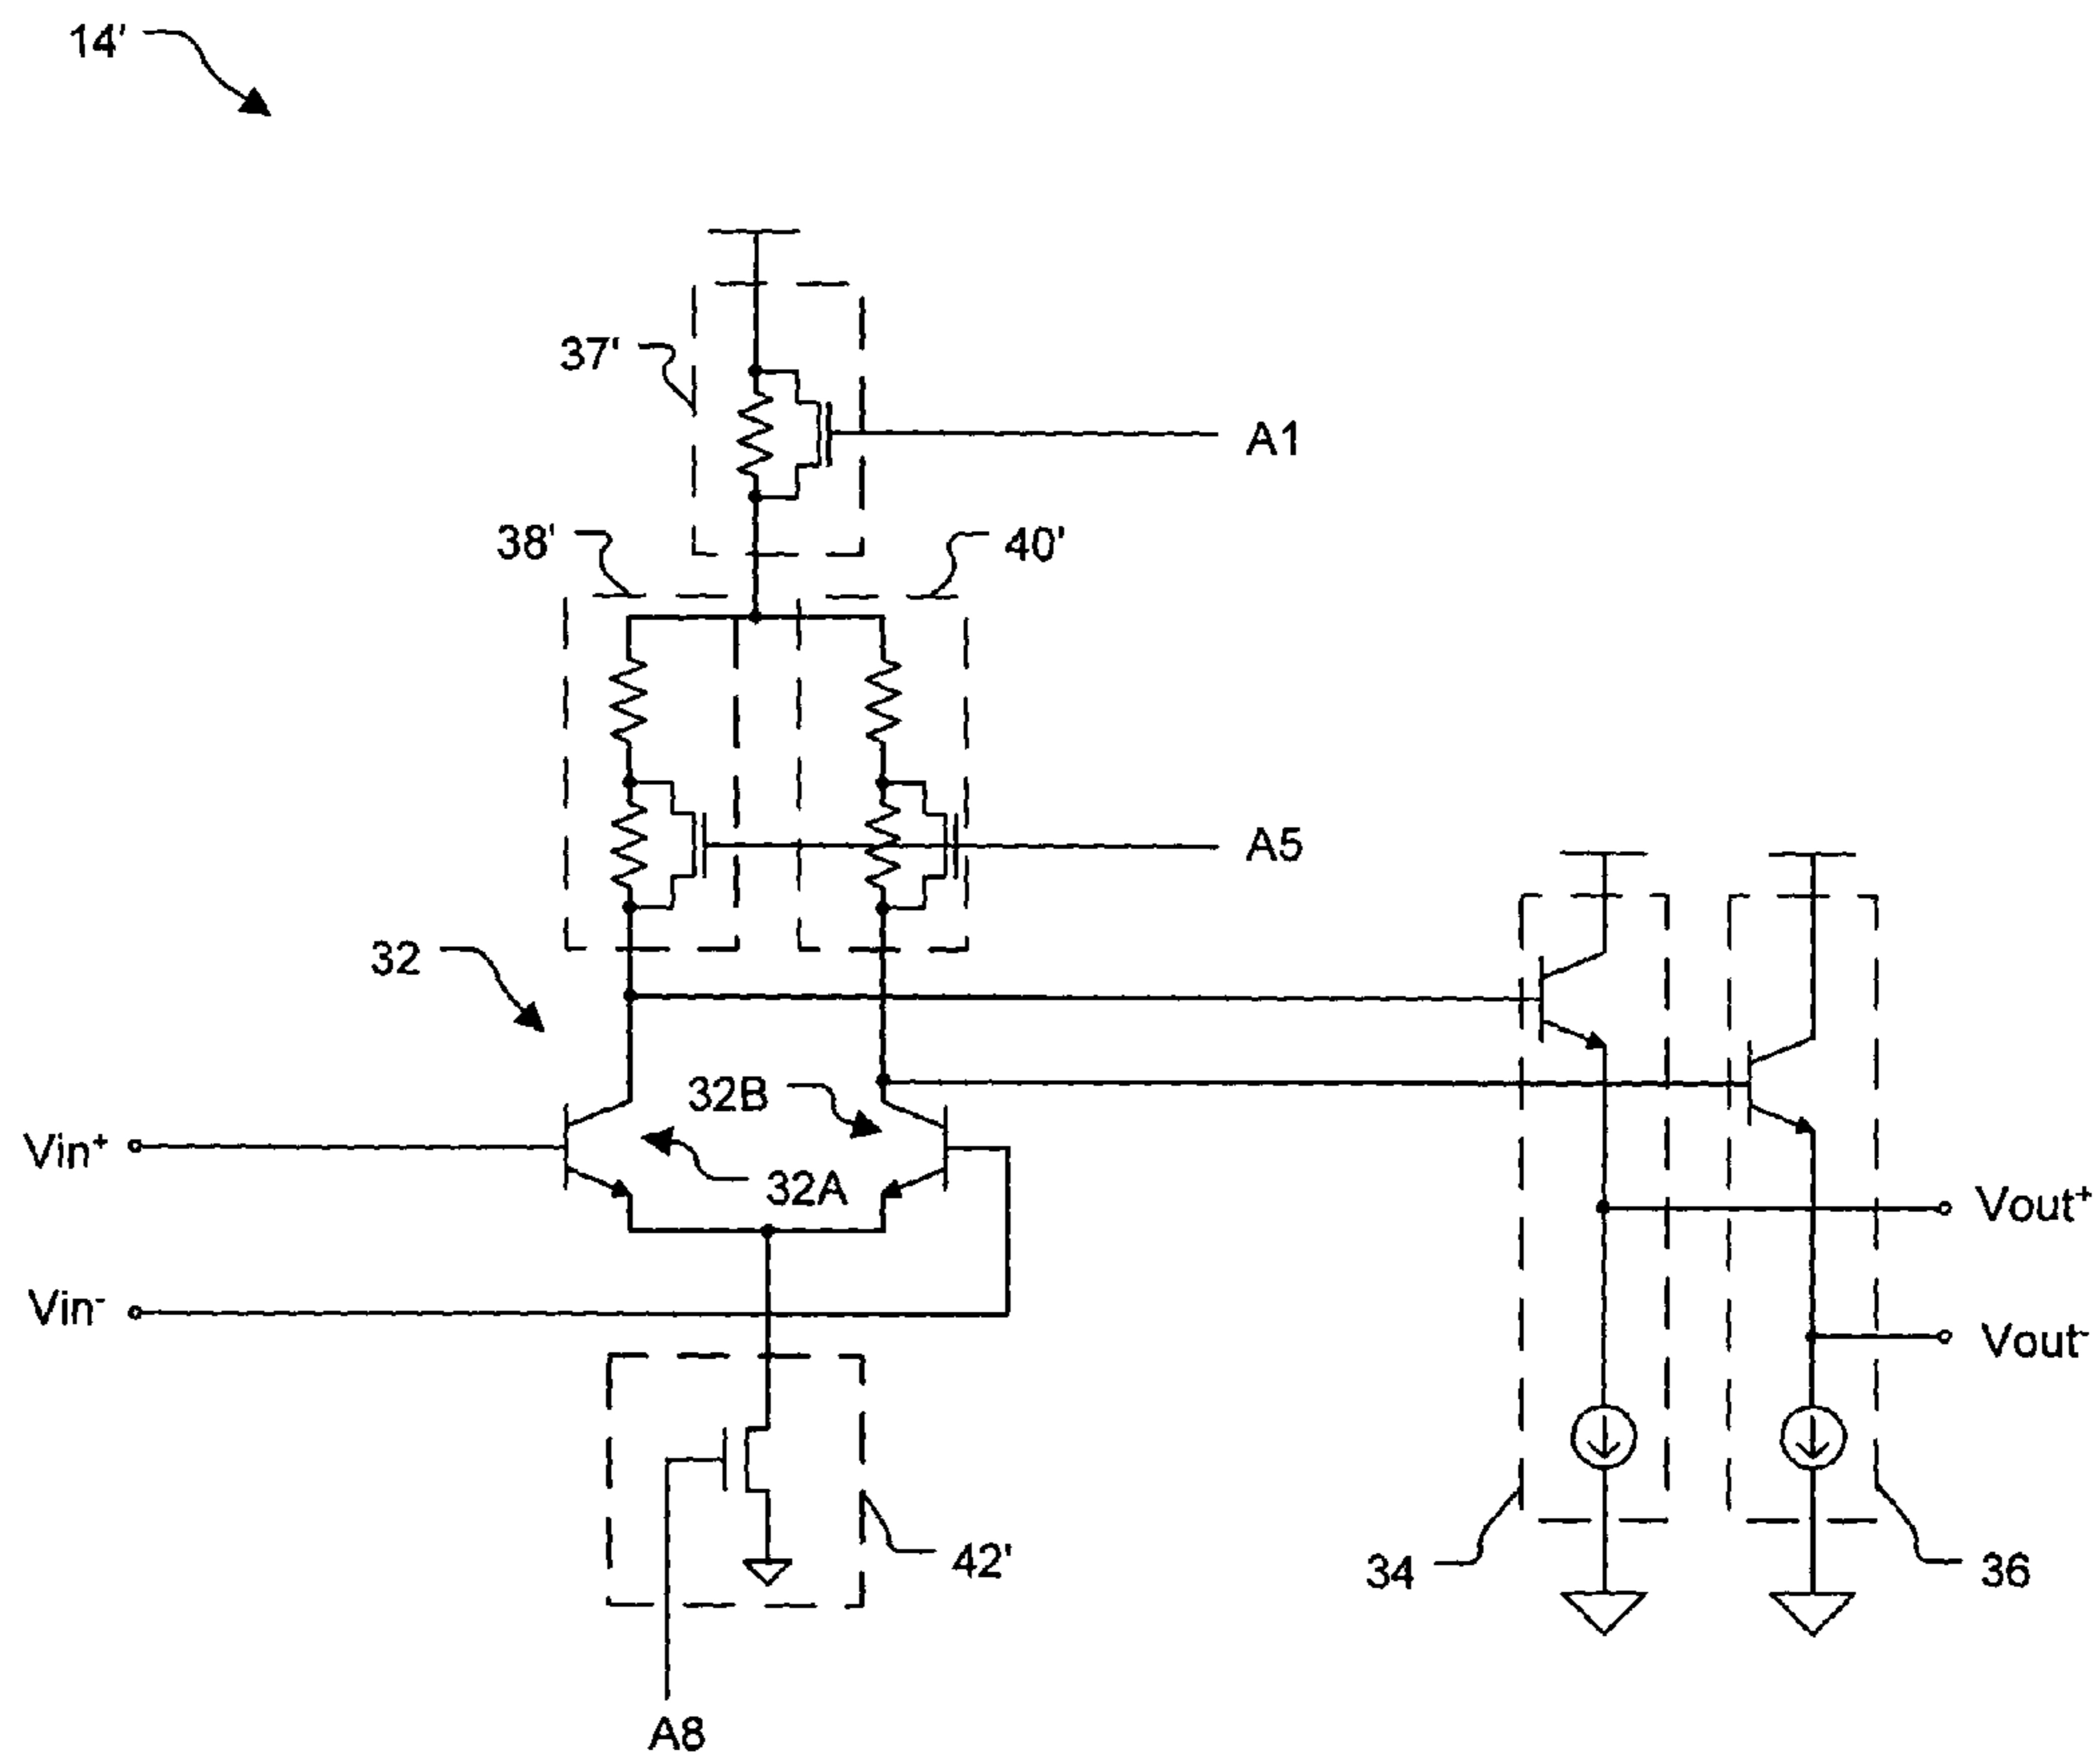 14'
37'
A1
38'
40'
A5
32
32B
Vin⁺
32A
Vout⁺
Vin⁻
Vout⁻
42'
34
36
A8